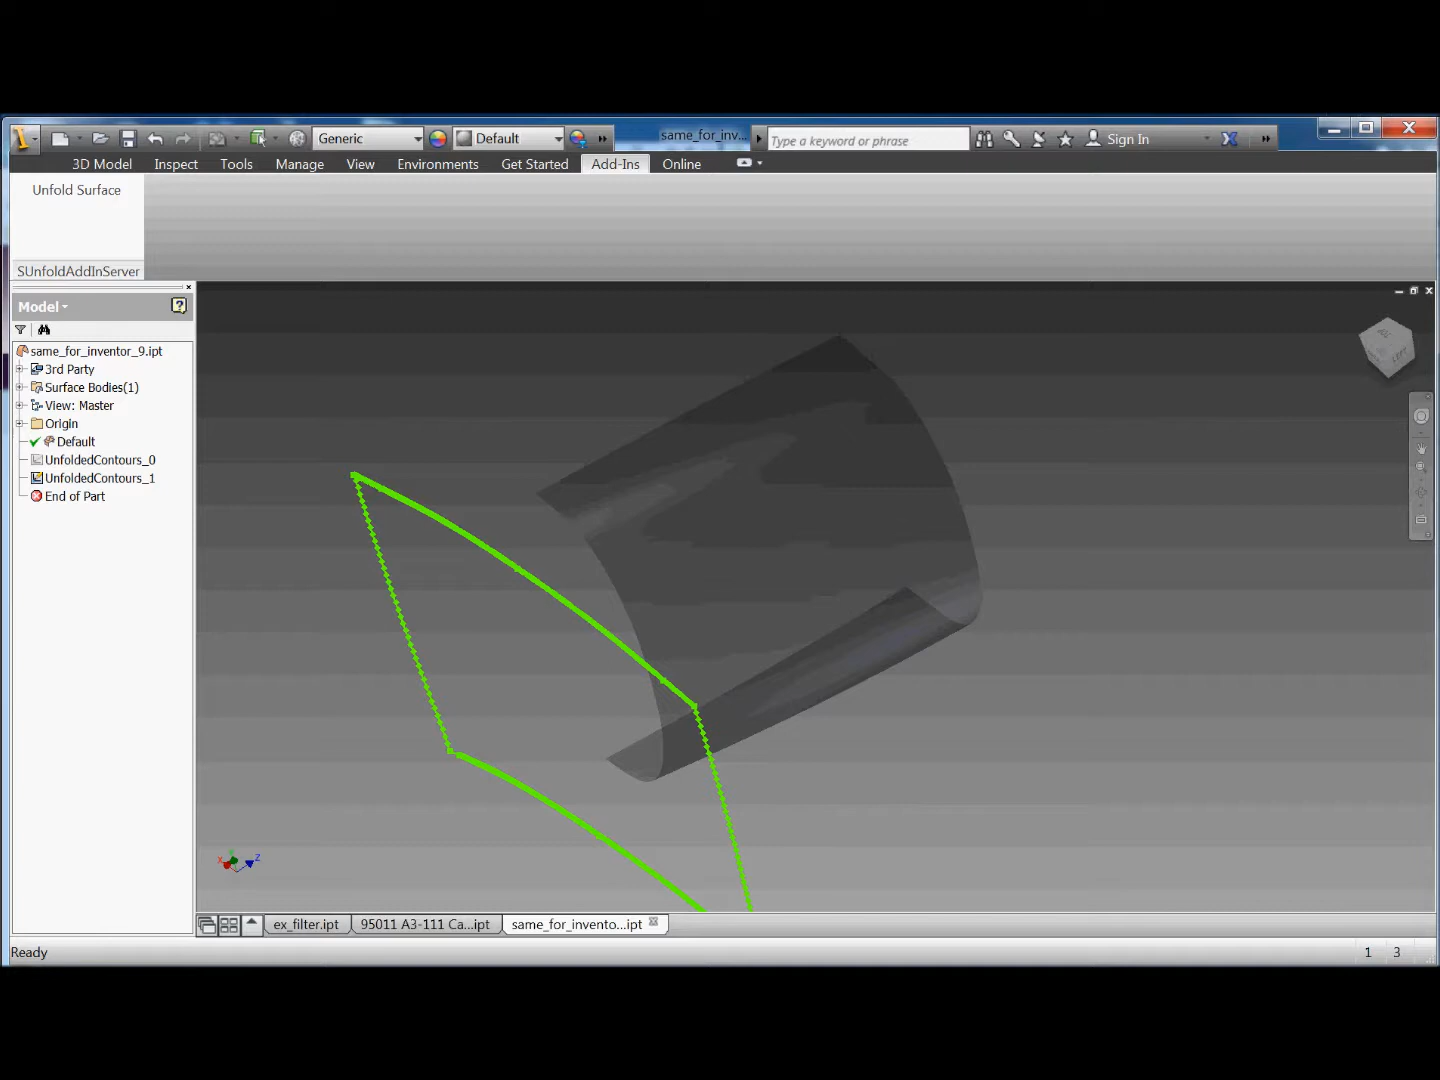 Generic
Default
same_for_inv...
Type a keyword or phrase
Sign In
3D Model
Inspect
Tools
Manage
View
Environments
Get Started
Add-Ins
Online
Unfold Surface
SUnfoldAddInServer
Model
same_for_inventor_9.ipt
3rd Party
Surface Bodies(1)
View: Master
Origin
Default
UnfoldedContours_0
UnfoldedContours_1
End of Part
LEFT
X
Z
ex_filter.ipt
95011 A3-111 Ca...ipt
same_for_invento...ipt
Ready
1
3